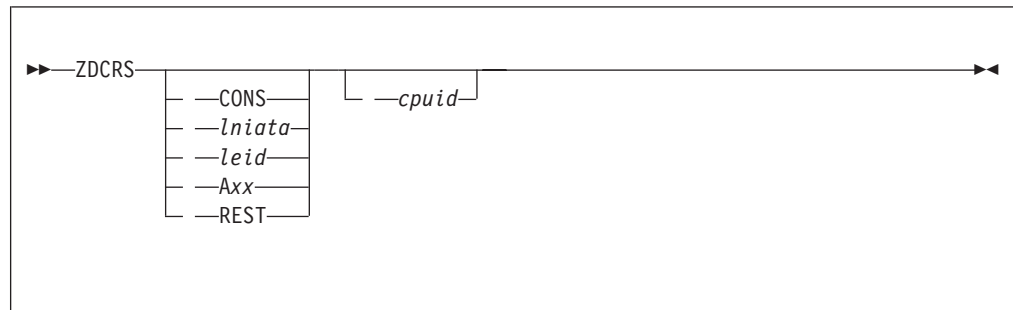 ZDCRS
CONS cpuid
lniata
leid
Axx
REST